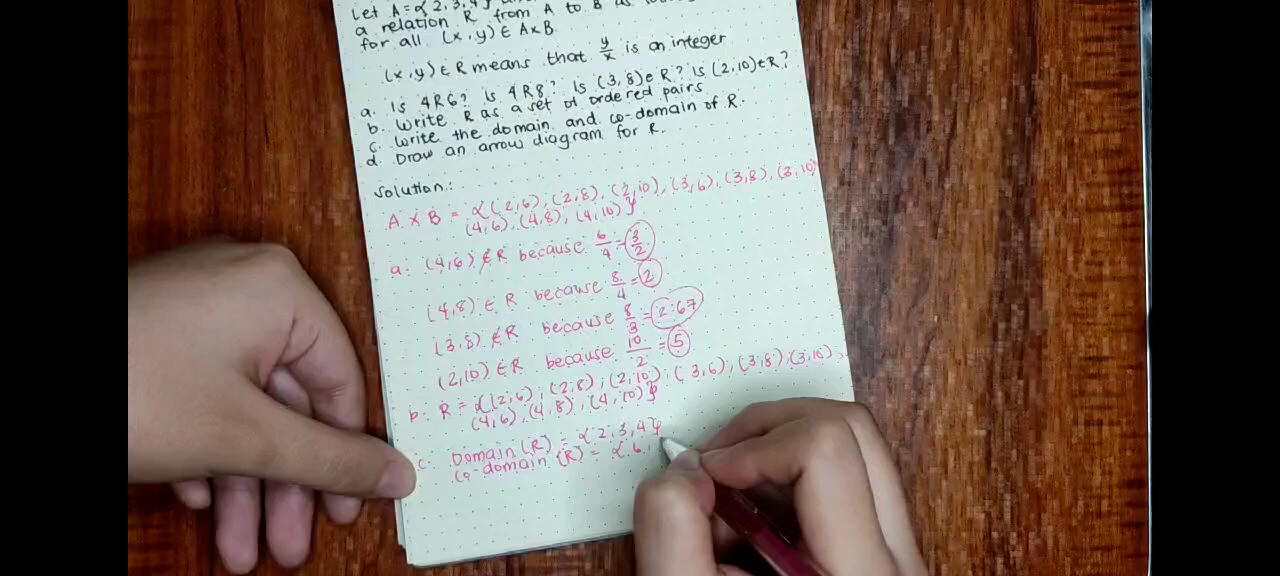 Let A = {2, 3, 4}
a relation R from A to B as
for all (x, y) ∈ A×B
(x, y) ∈ R means that y/x is an integer
a. Is 4R6? Is 4R8? Is (3, 8) ∈ R? Is (2, 10) ∈ R?
b. Write R as a set of ordered pairs
c. Write the domain and co-domain of R.
d. Draw an arrow diagram for R.
Solution:
A × B = {(2,6), (2,8), (2,10), (3,6), (3,8), (3,10)
(4,6), (4,8), (4,10)}
a. (4,6) ∉ R because 6/4 = 3/2
(4,8) ∈ R because 8/4 = 2
(3,8) ∉ R because 8/3 = 2.67
(2,10) ∈ R because 10/2 = 5
b. R = {(2,6), (2,8), (2,10), (3,6), (3,8), (3,10),
(4,6), (4,8), (4,10)}
c. Domain (R) = {2, 3, 4}
Co-domain (R) = {6,